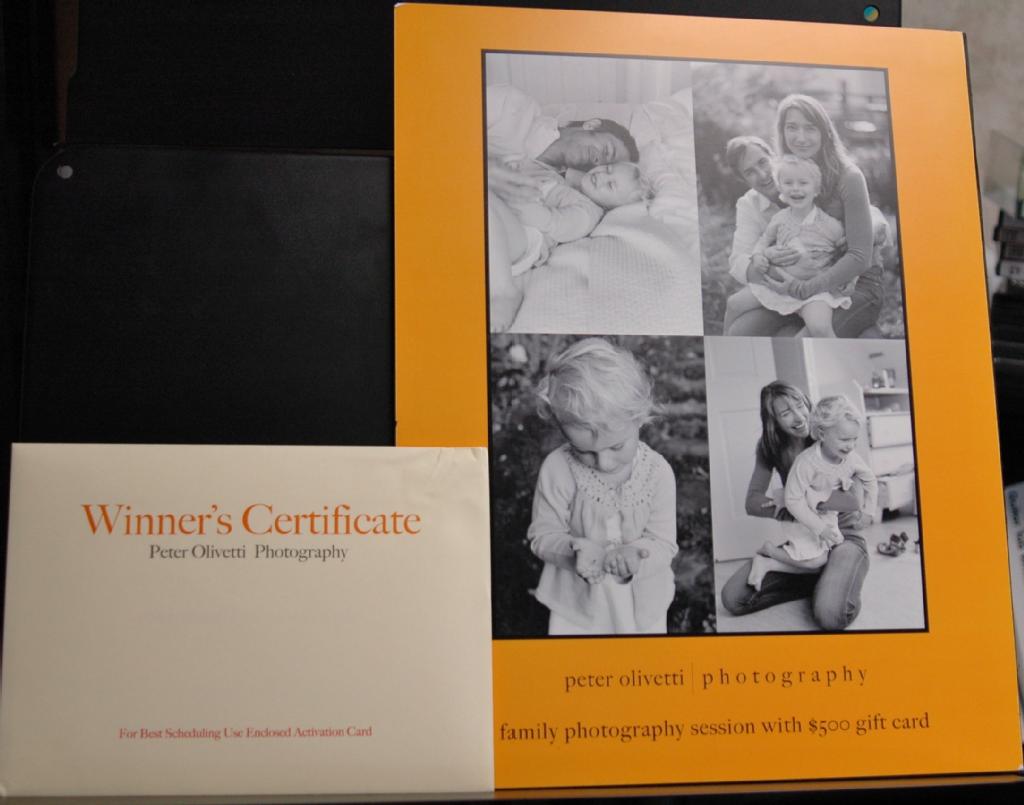 Winner's Certificate
Peter Olivetti Photography
For Best Scheduling Use Enclosed Activation Card
peter olivetti | photography
family photography session with $500 gift card